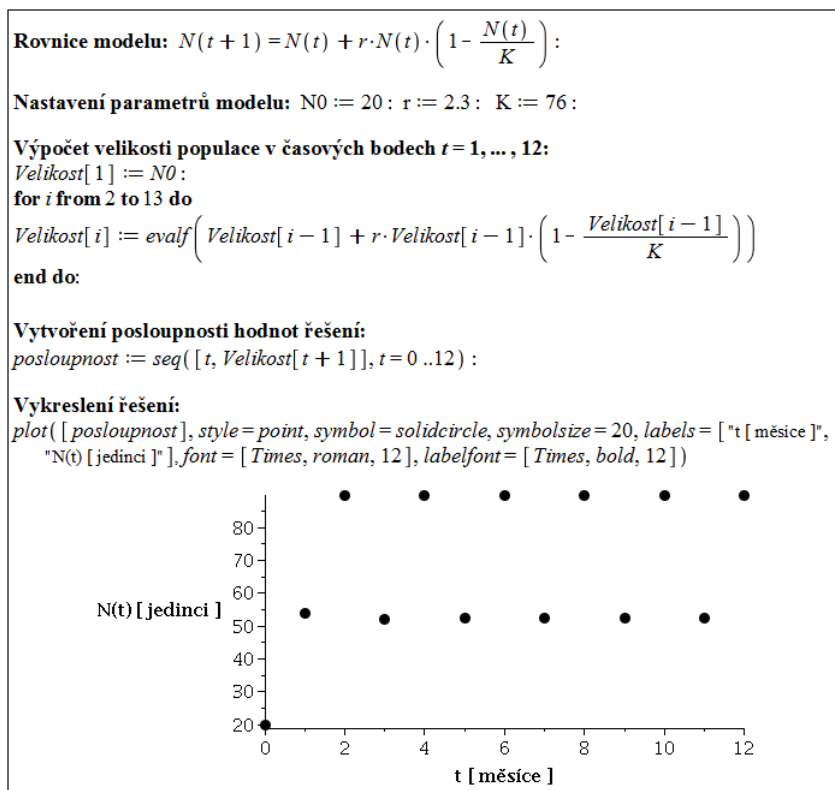 Rovnice modelu: N(t + 1) = N(t) + r·N(t)·(1 - N(t)/K) :
Nastavení parametrů modelu: N0 := 20 : r := 2.3 : K := 76 :
Výpočet velikosti populace v časových bodech t = 1, ... , 12:
Velikost[1] := N0 :
for i from 2 to 13 do
Velikost[i] := evalf(Velikost[i − 1] + r·Velikost[i − 1]·(1 - Velikost[i − 1]/K))
end do:
Vytvoření posloupnosti hodnot řešení:
posloupnost := seq([t, Velikost[t + 1]], t = 0 ..12) :
Vykreslení řešení:
plot([posloupnost], style = point, symbol = solidcircle, symbolsize = 20, labels = ["t [ měsíce ]",
"N(t) [ jedinci ]"], font = [Times, roman, 12], labelfont = [Times, bold, 12])
80
70
60
N(t) [ jedinci ]
50
40
30
20
0 2 4 6 8 10 12
t [ měsíce ]